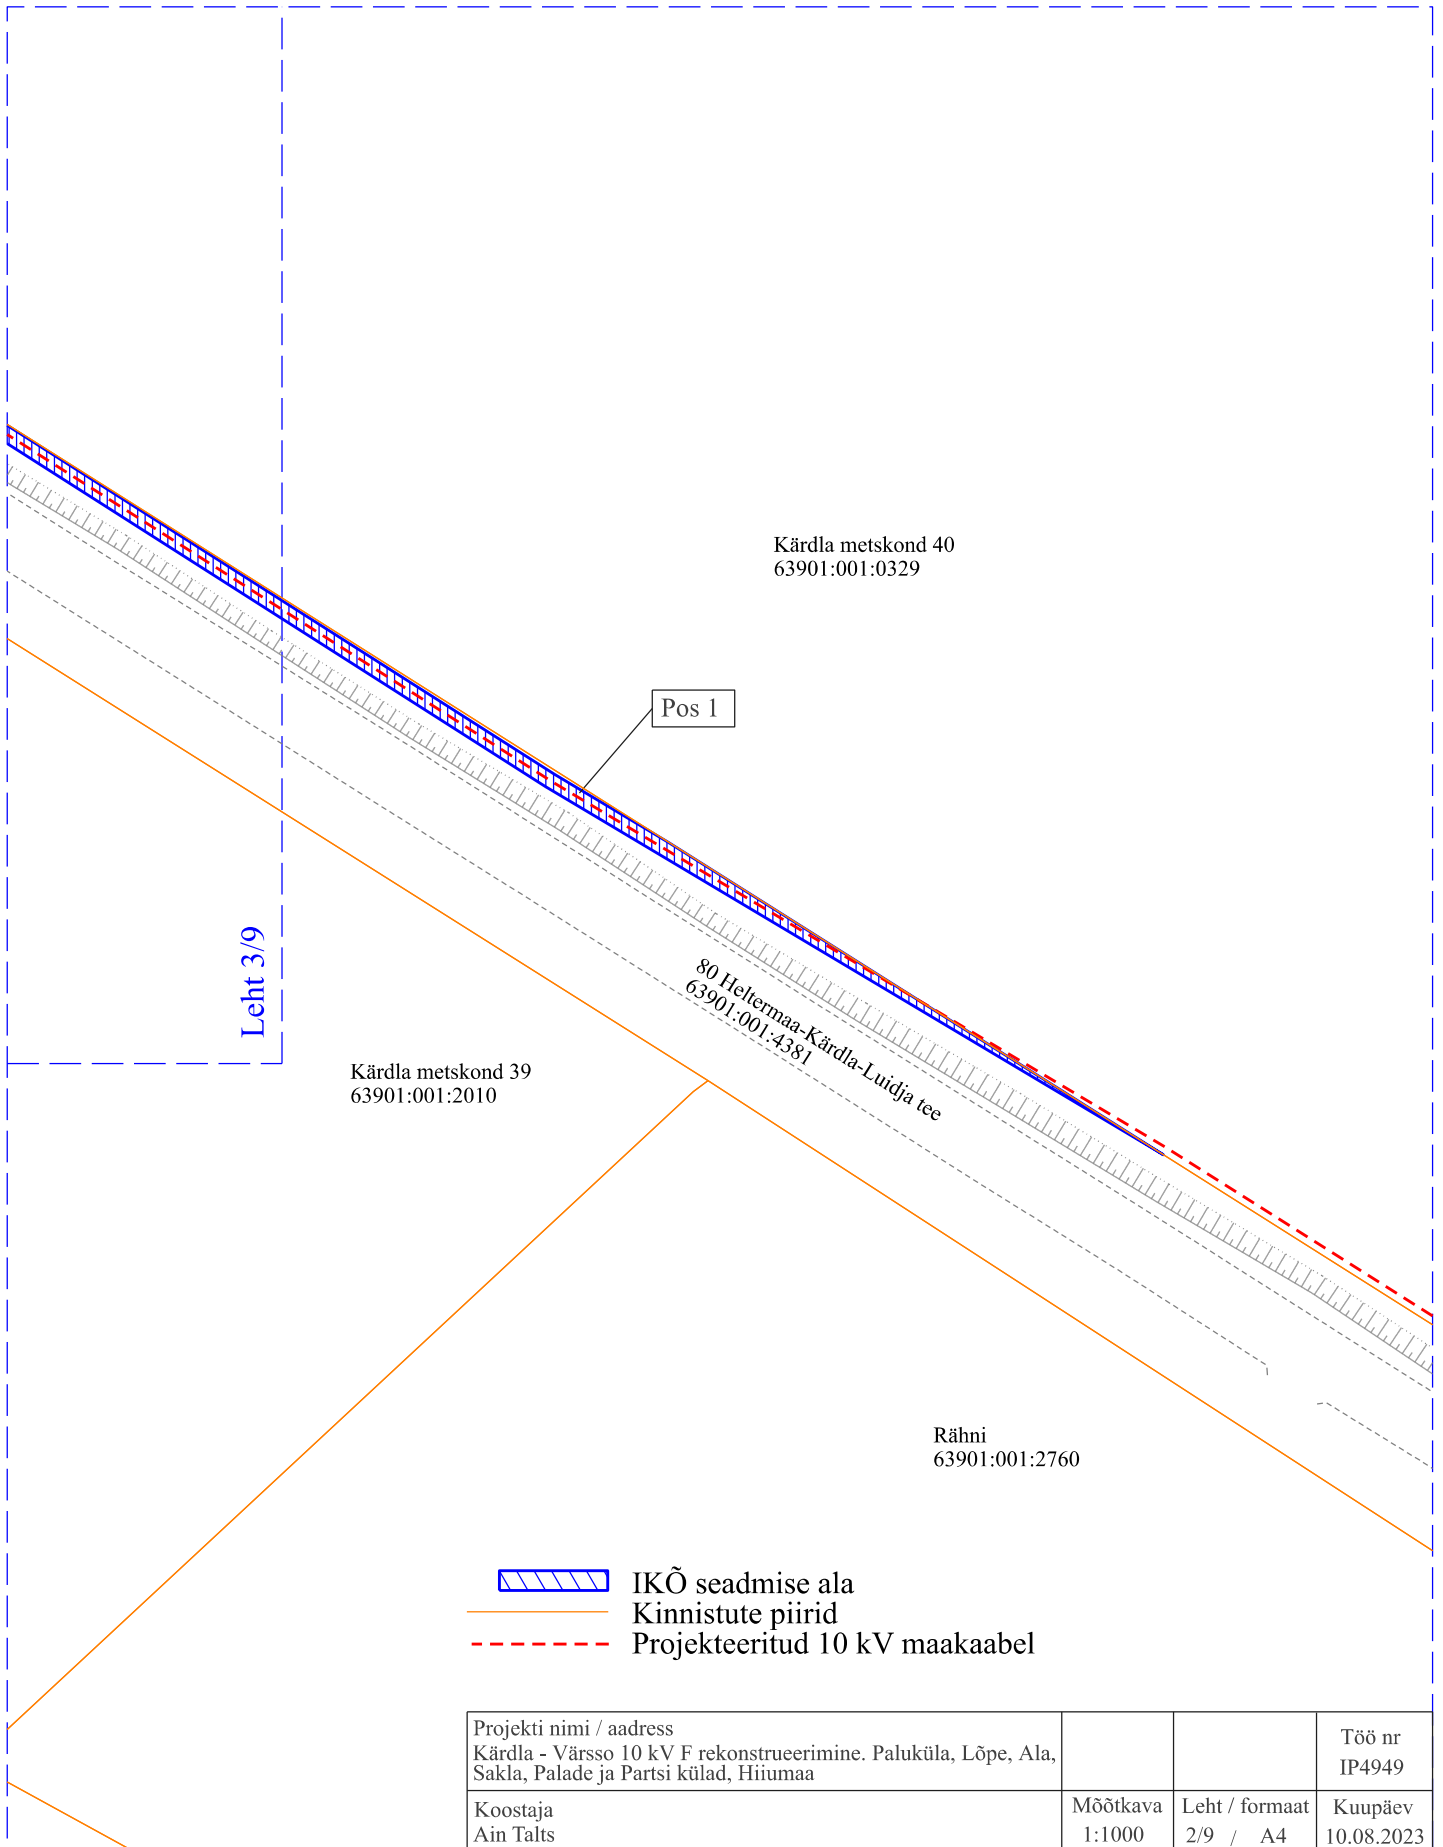 Kärdla metskond 40
63901:001:0329
Pos 1
Leht 3/9
80 Heltermaa-Kärdla-Luidja tee
63901:001:4381
Kärdla metskond 39
63901:001:2010
Rähni
63901:001:2760
IKÕ seadmise ala
Kinnistute piirid
Projekteeritud 10 kV maakaabel
Projekti nimi / aadress
Kärdla - Värsso 10 kV F rekonstrueerimine. Paluküla, Lõpe, Ala,
Sakla, Palade ja Partsi külad, Hiiumaa
Töö nr
IP4949
Koostaja
Ain Talts
Mõõtkava
1:1000
Leht / formaat
2/9 / A4
Kuupäev
10.08.2023